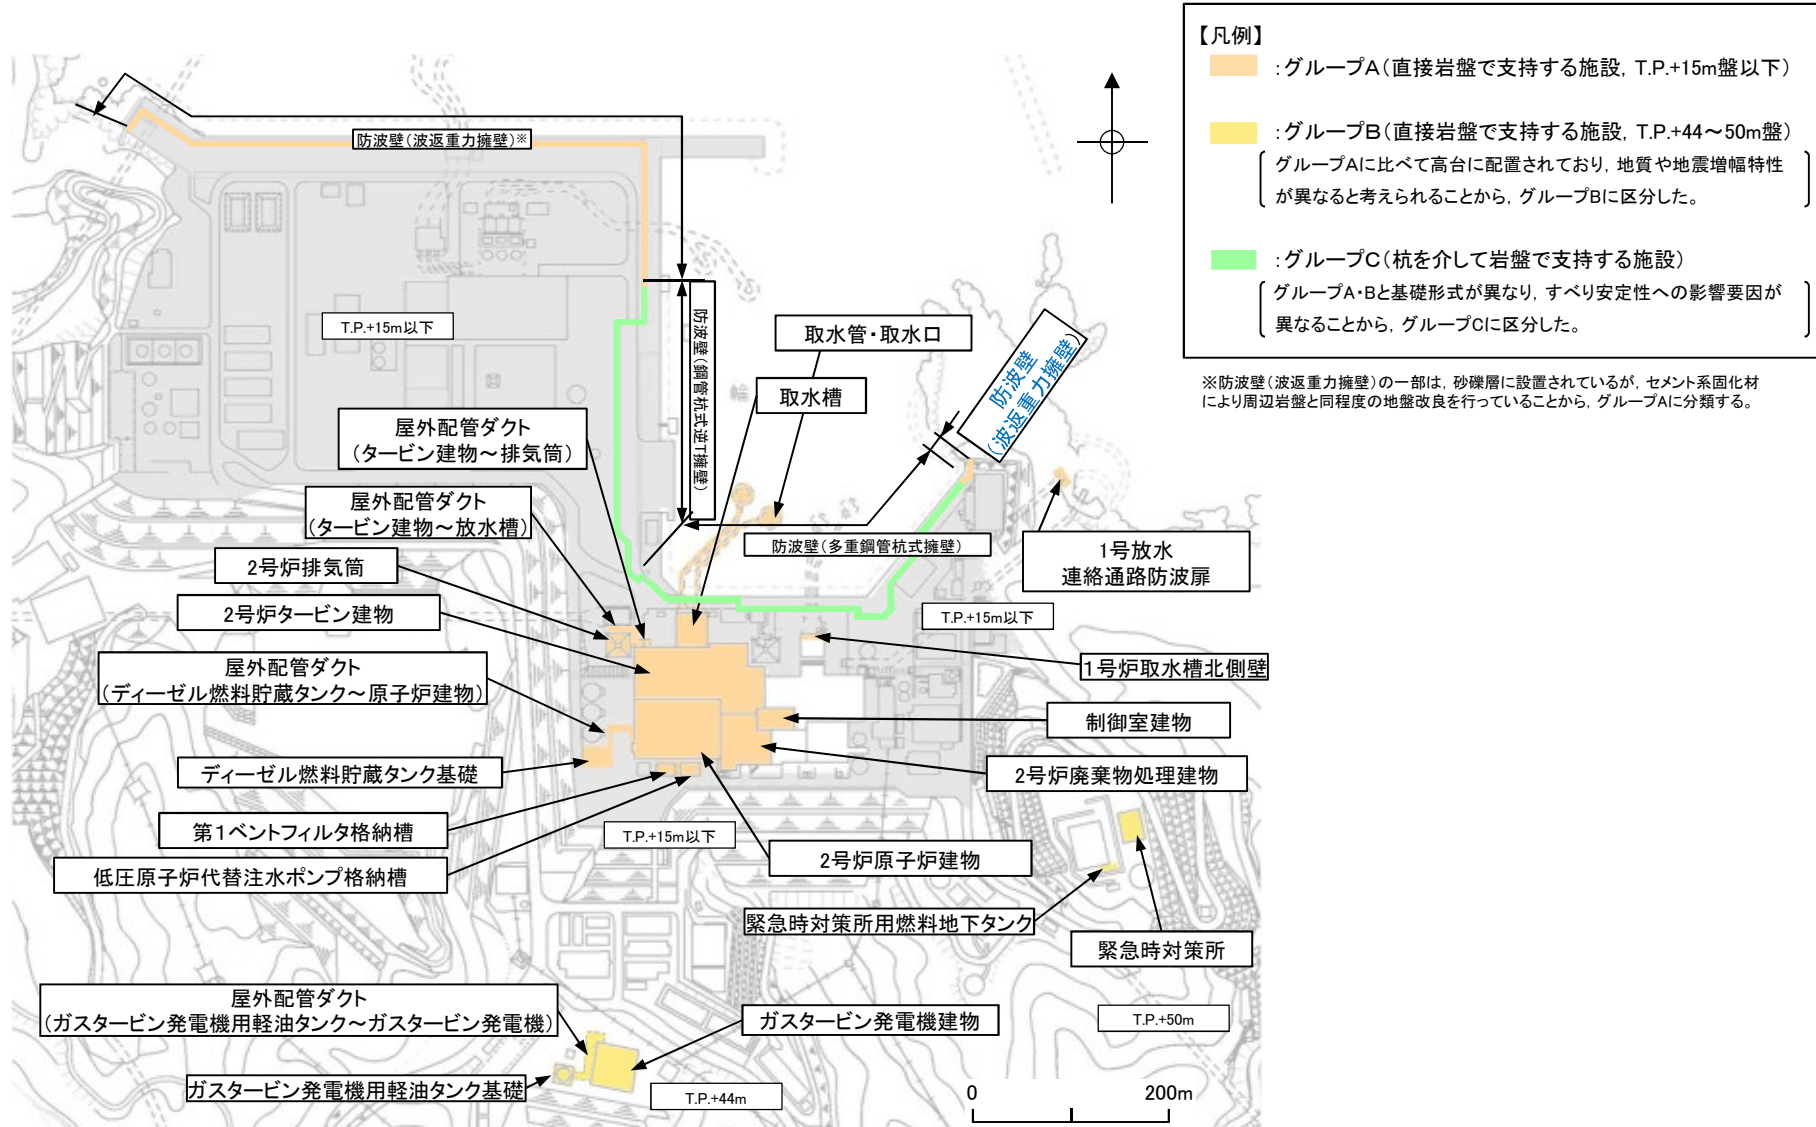 【凡例】
:グループA(直接岩盤で支持する施設, T.P.+15m盤以下)
:グループB(直接岩盤で支持する施設, T.P.+44～50m盤)
グループAに比べて高台に配置されており, 地質や地震増幅特性
が異なると考えられることから, グループBに区分した。
:グループC(杭を介して岩盤で支持する施設)
グループA・Bと基礎形式が異なり, すべり安定性への影響要因が
異なることから, グループCに区分した。
※防波壁(波返重力擁壁)の一部は, 砂礫層に設置されているが, セメント系固化材
により周辺岩盤と同程度の地盤改良を行っていることから, グループAに分類する。
防波壁(波返重力擁壁)※
T.P.+15m以下
防波壁(鋼管杭式逆T擁壁)
取水管・取水口
取水槽
防波壁
(波返重力擁壁)
屋外配管ダクト
(タービン建物～排気筒)
屋外配管ダクト
(タービン建物～放水槽)
防波壁(多重鋼管杭式擁壁)
1号放水
連絡通路防波扉
2号炉排気筒
2号炉タービン建物
T.P.+15m以下
屋外配管ダクト
(ディーゼル燃料貯蔵タンク～原子炉建物)
1号炉取水槽北側壁
制御室建物
ディーゼル燃料貯蔵タンク基礎
2号炉廃棄物処理建物
第1ベントフィルタ格納槽
T.P.+15m以下
2号炉原子炉建物
低圧原子炉代替注水ポンプ格納槽
緊急時対策所用燃料地下タンク
緊急時対策所
屋外配管ダクト
(ガスタービン発電機用軽油タンク～ガスタービン発電機)
ガスタービン発電機建物
T.P.+50m
ガスタービン発電機用軽油タンク基礎
T.P.+44m
0
200m